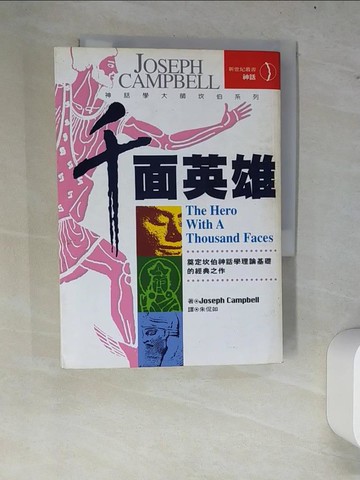 JOSEPH
CAMPBELL
新世紀叢書
神話
神話學大師坎伯系列
千面英雄
The Hero
With A
Thousand Faces
奠定坎伯神話學理論基礎
的經典之作
著⊙Joseph Campbell
譯⊙朱侃如